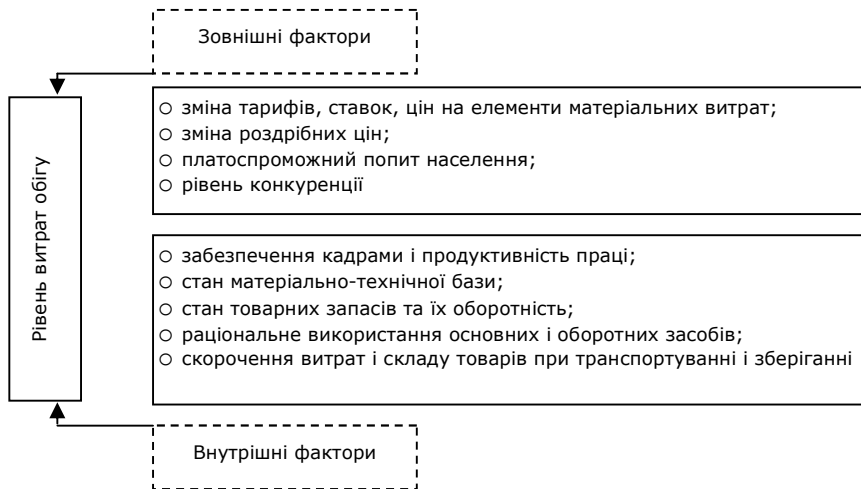 Зовнішні фактори
Рівень витрат обігу
○ зміна тарифів, ставок, цін на елементи матеріальних витрат;
○ зміна роздрібних цін;
○ платоспроможний попит населення;
○ рівень конкуренції
○ забезпечення кадрами і продуктивність праці;
○ стан матеріально-технічної бази;
○ стан товарних запасів та їх оборотність;
○ раціональне використання основних і оборотних засобів;
○ скорочення витрат і складу товарів при транспортуванні і зберіганні
Внутрішні фактори